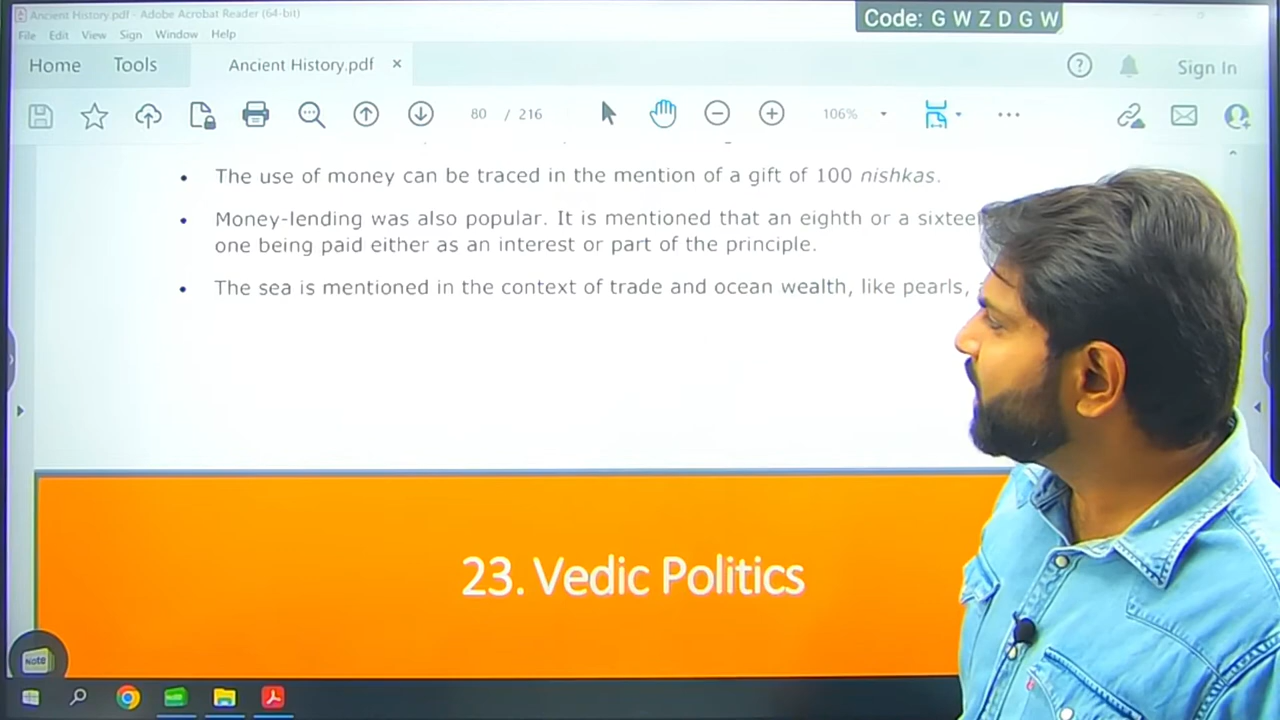 Ancient History.pdf - Adobe Acrobat Reader (64-bit)
Code: G W Z D G W
File Edit View Sign Window Help
Home Tools Ancient History.pdf × Sign In
80 / 216 106%
• The use of money can be traced in the mention of a gift of 100 nishkas.
• Money-lending was also popular. It is mentioned that an eighth or a
one being paid either as an interest or part of the principle.
• The sea is mentioned in the context of trade and ocean wealth, like pearls,
23. Vedic Politics
Note